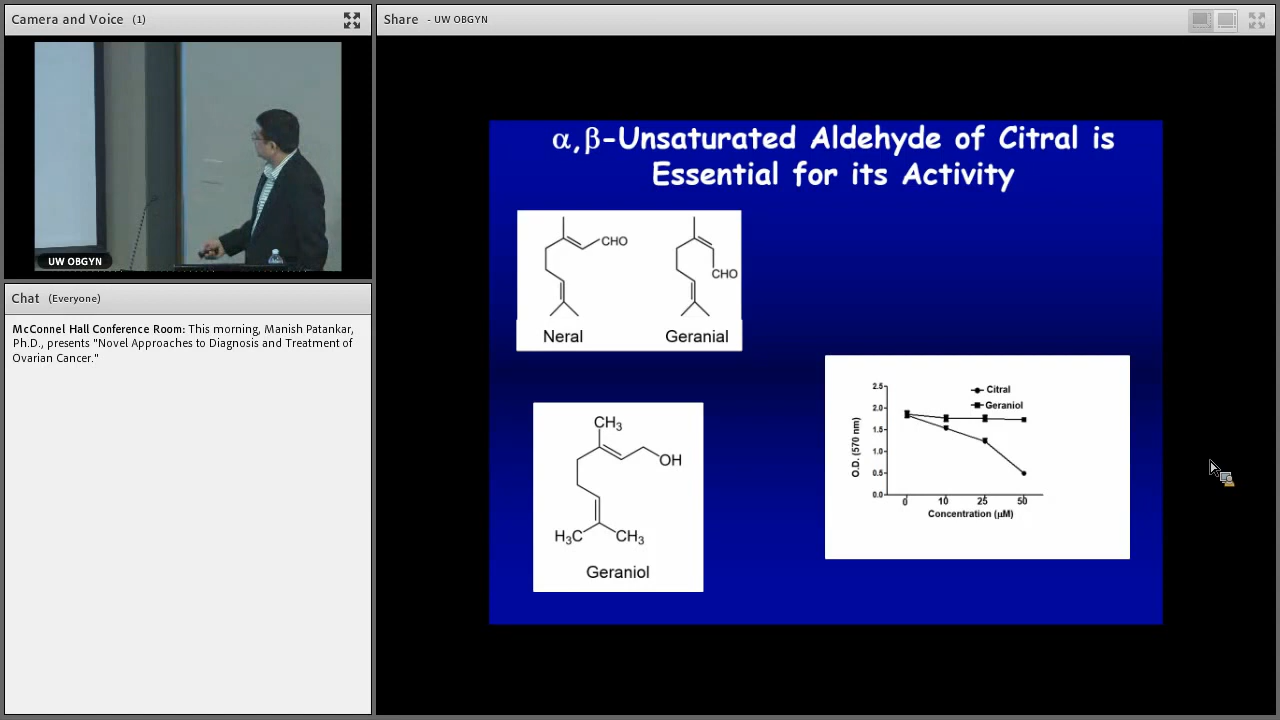 Camera and Voice (1)
UW OBGYN
Chat (Everyone)
McConnel Hall Conference Room: This morning, Manish Patankar,
Ph.D., presents "Novel Approaches to Diagnosis and Treatment of
Ovarian Cancer."
Share - UW OBGYN
α,β-Unsaturated Aldehyde of Citral is
Essential for its Activity
CHO
CHO
Neral
Geranial
CH3
OH
H3C
CH3
Geraniol
Citral
Geraniol
2.5
2.0
1.5
1.0
0.5
0.0
O.D. (570 nm)
0 10 25 50
Concentration (µM)